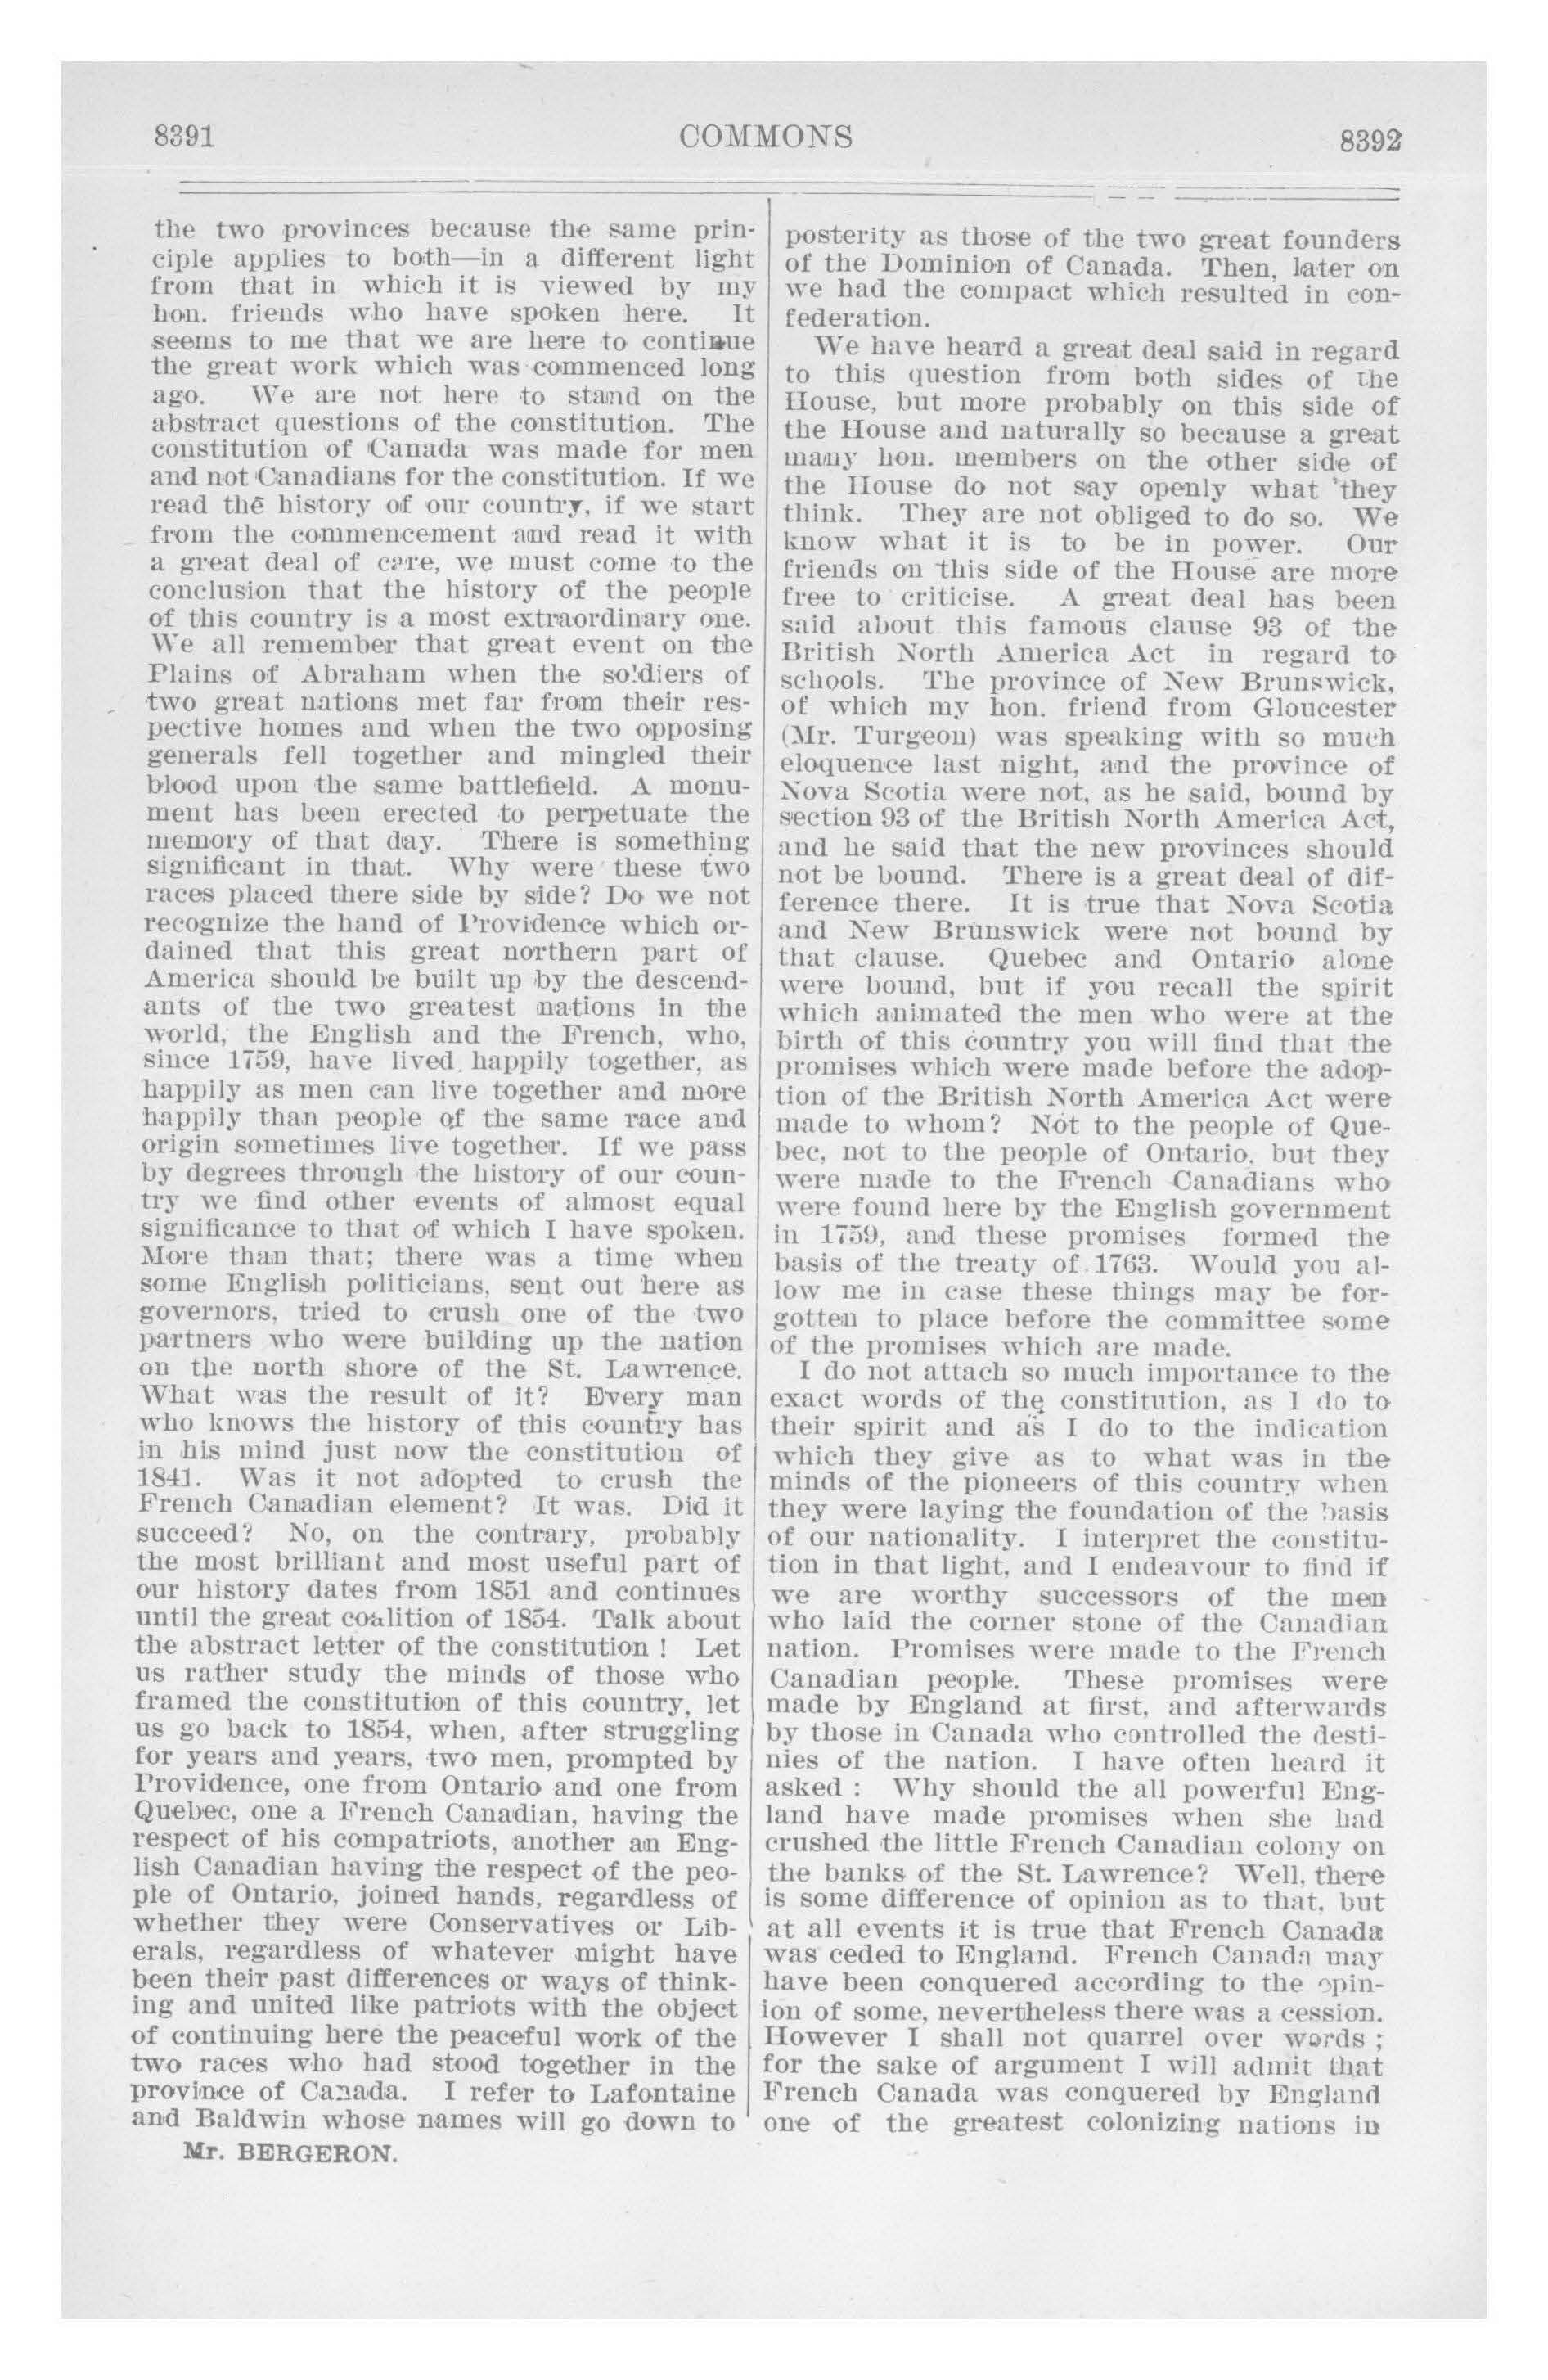 8391
COMMONS
8392
the two provinces because the same prin-
ciple applies to both—in a different light
from that in which it is viewed by my
hon. friends who have spoken here. It
seems to me that we are here to continue
the great work which was commenced long
ago. We are not here to stand on the
abstract questions of the constitution. The
constitution of Canada was made for men
and not Canadians for the constitution. If we
read the history of our country, if we start
from the commencement and read it with
a great deal of care, we must come to the
conclusion that the history of the people
of this country is a most extraordinary one.
We all remember that great event on the
Plains of Abraham when the soldiers of
two great nations met far from their res-
pective homes and when the two opposing
generals fell together and mingled their
blood upon the same battlefield. A monu-
ment has been erected to perpetuate the
memory of that day. There is something
significant in that. Why were these two
races placed there side by side? Do we not
recognize the hand of Providence which or-
dained that this great northern part of
America should be built up by the descend-
ants of the two greatest nations in the
world, the English and the French, who,
since 1759, have lived happily together, as
happily as men can live together and more
happily than people of the same race and
origin sometimes live together. If we pass
by degrees through the history of our coun-
try we find other events of almost equal
significance to that of which I have spoken.
More than that; there was a time when
some English politicians, sent out here as
governors, tried to crush one of the two
partners who were building up the nation
on the north shore of the St. Lawrence.
What was the result of it? Every man
who knows the history of this country has
in his mind just now the constitution of
1841. Was it not adopted to crush the
French Canadian element? It was. Did it
succeed? No, on the contrary, probably
the most brilliant and most useful part of
our history dates from 1851 and continues
until the great coalition of 1854. Talk about
the abstract letter of the constitution ! Let
us rather study the minds of those who
framed the constitution of this country, let
us go back to 1854, when, after struggling
for years and years, two men, prompted by
Providence, one from Ontario and one from
Quebec, one a French Canadian, having the
respect of his compatriots, another an Eng-
lish Canadian having the respect of the peo-
ple of Ontario, joined hands, regardless of
whether they were Conservatives or Lib-
erals, regardless of whatever might have
been their past differences or ways of think-
ing and united like patriots with the object
of continuing here the peaceful work of the
two races who had stood together in the
province of Canada. I refer to Lafontaine
and Baldwin whose names will go down to
Mr. BERGERON.
posterity as those of the two great founders
of the Dominion of Canada. Then, later on
we had the compact which resulted in con-
federation.
We have heard a great deal said in regard
to this question from both sides of the
House, but more probably on this side of
the House and naturally so because a great
many hon. members on the other side of
the House do not say openly what they
think. They are not obliged to do so. We
know what it is to be in power. Our
friends on this side of the House are more
free to criticise. A great deal has been
said about this famous clause 93 of the
British North America Act in regard to
schools. The province of New Brunswick,
of which my hon. friend from Gloucester
(Mr. Turgeon) was speaking with so much
eloquence last night, and the province of
Nova Scotia were not, as he said, bound by
section 93 of the British North America Act,
and he said that the new provinces should
not be bound. There is a great deal of dif-
ference there. It is true that Nova Scotia
and New Brunswick were not bound by
that clause. Quebec and Ontario alone
were bound, but if you recall the spirit
which animated the men who were at the
birth of this country you will find that the
promises which were made before the adop-
tion of the British North America Act were
made to whom? Not to the people of Que-
bec, not to the people of Ontario, but they
were made to the French Canadians who
were found here by the English government
in 1759, and these promises formed the
basis of the treaty of 1763. Would you al-
low me in case these things may be for-
gotten to place before the committee some
of the promises which are made.
I do not attach so much importance to the
exact words of the constitution, as I do to
their spirit and as I do to the indication
which they give as to what was in the
minds of the pioneers of this country when
they were laying the foundation of the basis
of our nationality. I interpret the constitu-
tion in that light, and I endeavour to find if
we are worthy successors of the men
who laid the corner stone of the Canadian
nation. Promises were made to the French
Canadian people. These promises were
made by England at first, and afterwards
by those in Canada who controlled the desti-
nies of the nation. I have often heard it
asked : Why should the all powerful Eng-
land have made promises when she had
crushed the little French Canadian colony on
the banks of the St. Lawrence? Well, there
is some difference of opinion as to that, but
at all events it is true that French Canada
was ceded to England. French Canada may
have been conquered according to the opin-
ion of some, nevertheless there was a cession.
However I shall not quarrel over words ;
for the sake of argument I will admit that
French Canada was conquered by England
one of the greatest colonizing nations in